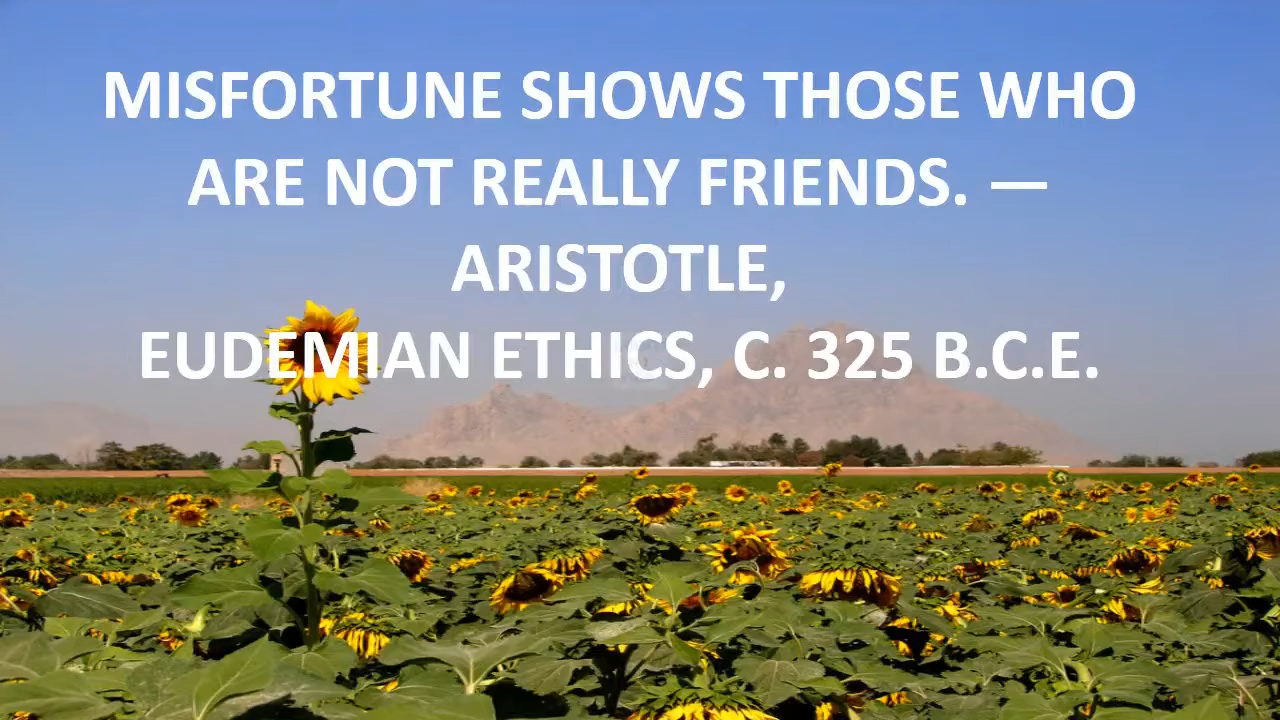 MISFORTUNE SHOWS THOSE WHO
ARE NOT REALLY FRIENDS. —
ARISTOTLE,
EUDEMIAN ETHICS, C. 325 B.C.E.